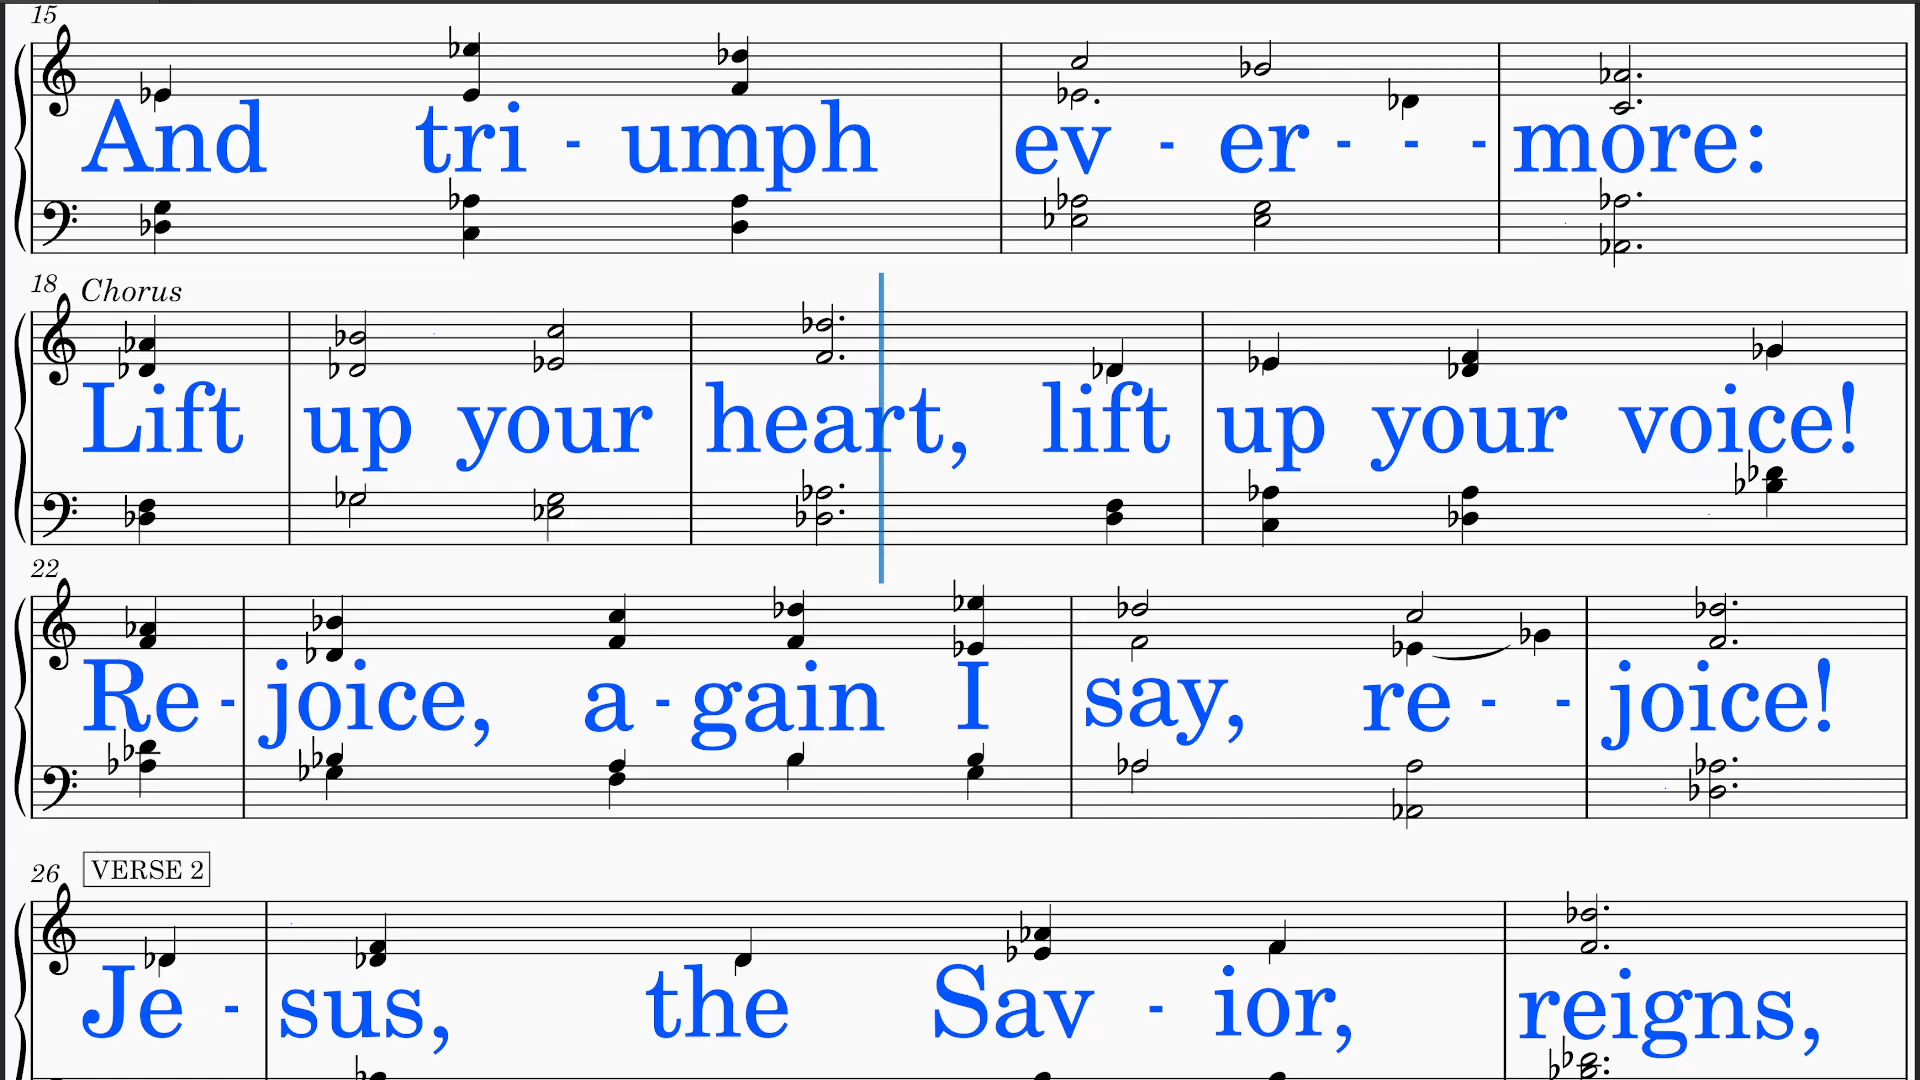 15
And tri - umph ev - er - - - more:
18 Chorus
Lift up your heart, lift up your voice!
22
Re - joice, a - gain I say, re - - joice!
26 VERSE 2
Je - sus, the Sav - ior, reigns,